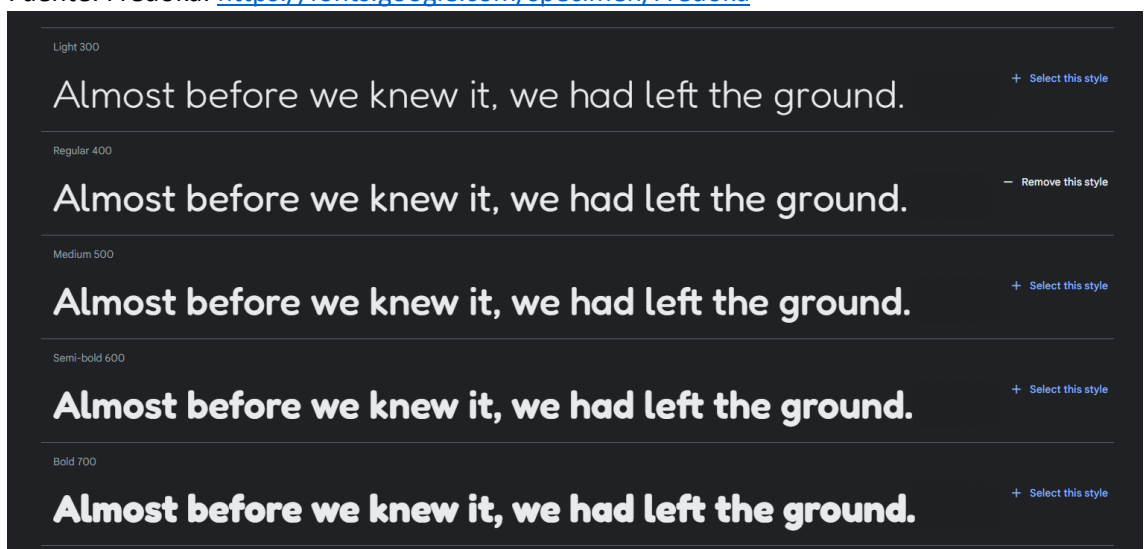 Light 300
Almost before we knew it, we had left the ground.
+ Select this style
Regular 400
Almost before we knew it, we had left the ground.
— Remove this style
Medium 500
Almost before we knew it, we had left the ground.
+ Select this style
Semi-bold 600
Almost before we knew it, we had left the ground.
+ Select this style
Bold 700
Almost before we knew it, we had left the ground.
+ Select this style